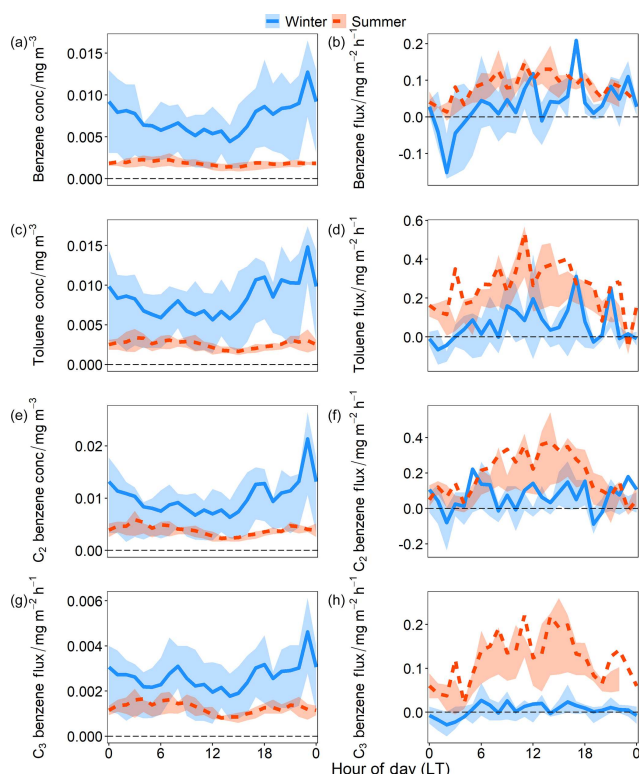 Winter Summer
(a)
Benzene conc/mg m−3
0.015
0.010
0.005
0.000
(b)
Benzene flux/mg m−2 h−1
0.2
0.1
0.0
-0.1
(c)
Toluene conc/mg m−3
0.015
0.010
0.005
0.000
(d)
Toluene flux/mg m−2 h−1
0.6
0.4
0.2
0.0
(e)
C2 benzene conc/mg m−3
0.02
0.01
0.00
(f)
C2 benzene flux/mg m−2 h−1
0.4
0.2
0.0
-0.2
(g)
C3 benzene flux/mg m−2 h−1
0.006
0.004
0.002
0.000
0 6 12 18 0
(h)
C3 benzene flux/mg m−2 h−1
0.2
0.1
0.0
0 6 12 18 0
Hour of day (LT)